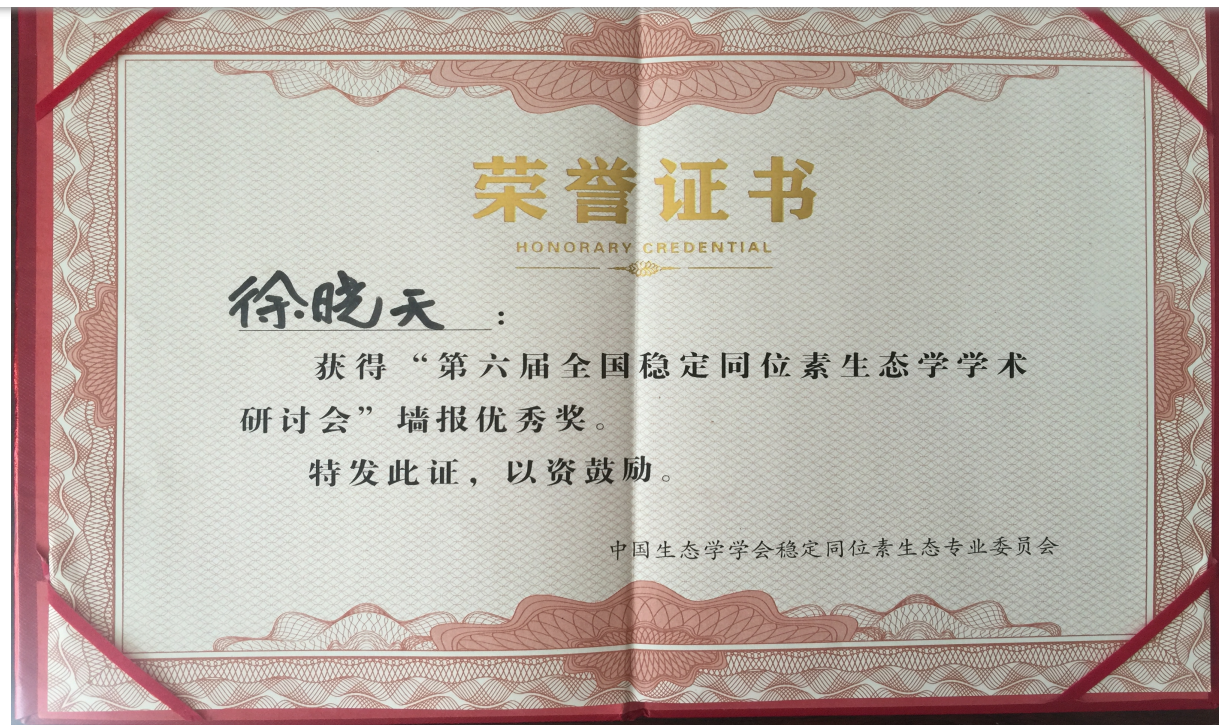 荣誉证书
HONORARY CREDENTIAL
徐晓天：
获得“第六届全国稳定同位素生态学学术
研讨会”墙报优秀奖。
特发此证，以资鼓励。
中国生态学学会稳定同位素生态专业委员会